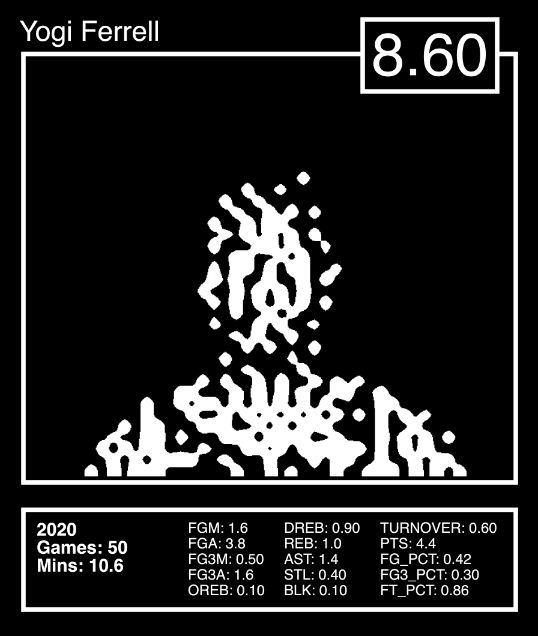 Yogi Ferrell
8.60
2020
Games: 50
Mins: 10.6
FGM: 1.6
FGA: 3.8
FG3M: 0.50
FG3A: 1.6
OREB: 0.10
DREB: 0.90
REB: 1.0
AST: 1.4
STL: 0.40
BLK: 0.10
TURNOVER: 0.60
PTS: 4.4
FG_PCT: 0.42
FG3_PCT: 0.30
FT_PCT: 0.86